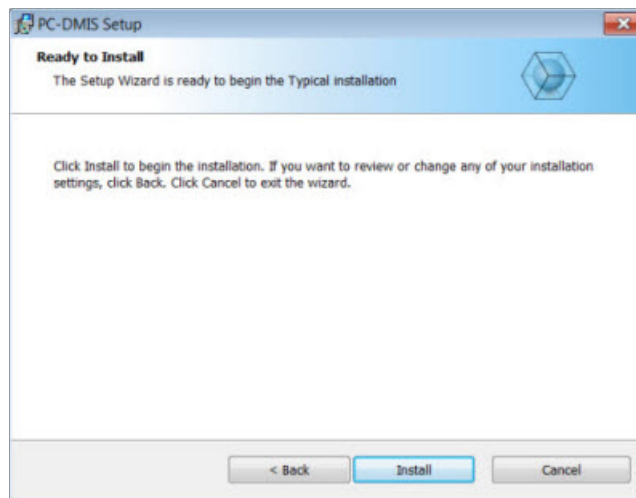 PC-DMIS Setup
Ready to Install
The Setup Wizard is ready to begin the Typical installation
Click Install to begin the installation. If you want to review or change any of your installation
settings, click Back. Click Cancel to exit the wizard.
< Back Install Cancel